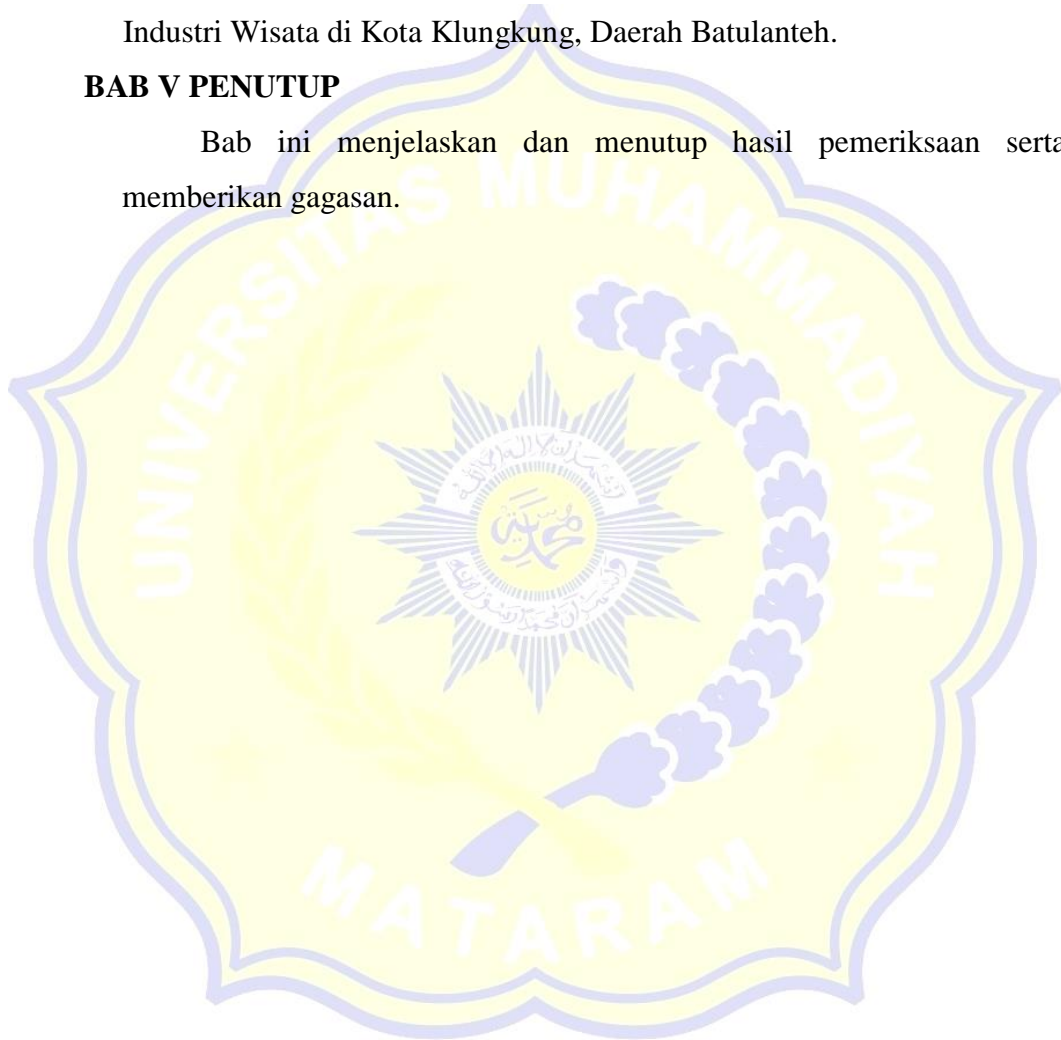 Industri Wisata di Kota Klungkung, Daerah Batulanteh.
BAB V PENUTUP
Bab ini menjelaskan dan menutup hasil pemeriksaan serta
memberikan gagasan.
UNIVERSITAS MUHAMMADIYAH
MATARAM